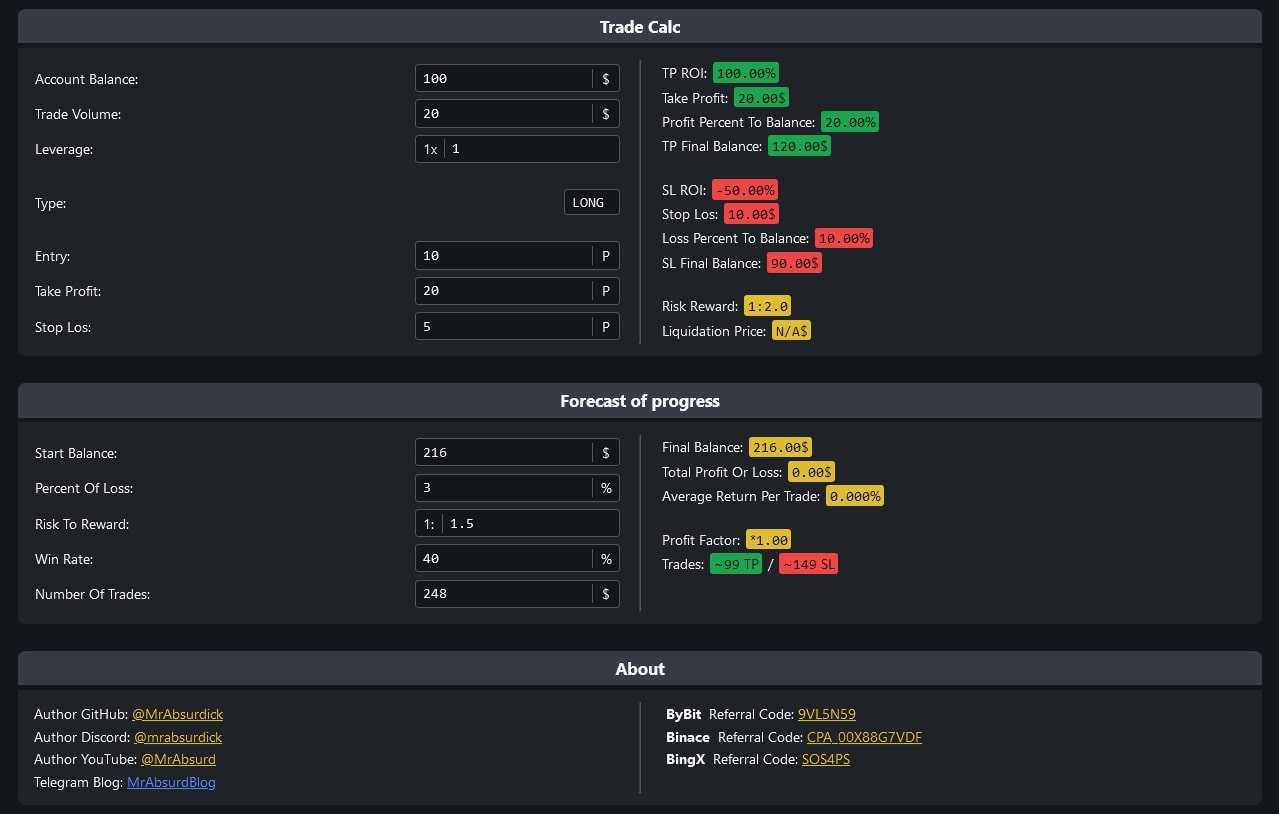 Trade Calc
Account Balance: 100 $
Trade Volume: 20 $
Leverage: 1x 1
Type: LONG
Entry: 10 P
Take Profit: 20 P
Stop Los: 5 P
TP ROI: 100.00%
Take Profit: 20.00$
Profit Percent To Balance: 20.00%
TP Final Balance: 120.00$
SL ROI: -50.00%
Stop Los: 10.00$
Loss Percent To Balance: 10.00%
SL Final Balance: 90.00$
Risk Reward: 1:2.0
Liquidation Price: N/A$
Forecast of progress
Start Balance: 216 $
Percent Of Loss: 3 %
Risk To Reward: 1: 1.5
Win Rate: 40 %
Number Of Trades: 248 $
Final Balance: 216.00$
Total Profit Or Loss: 0.00$
Average Return Per Trade: 0.000%
Profit Factor: *1.00
Trades: ~99 TP / ~149 SL
About
Author GitHub: @MrAbsurdick
Author Discord: @mrabsurdick
Author YouTube: @MrAbsurd
Telegram Blog: MrAbsurdBlog
ByBit Referral Code: 9VL5N59
Binace Referral Code: CPA_00X88G7VDF
BingX Referral Code: SOS4PS